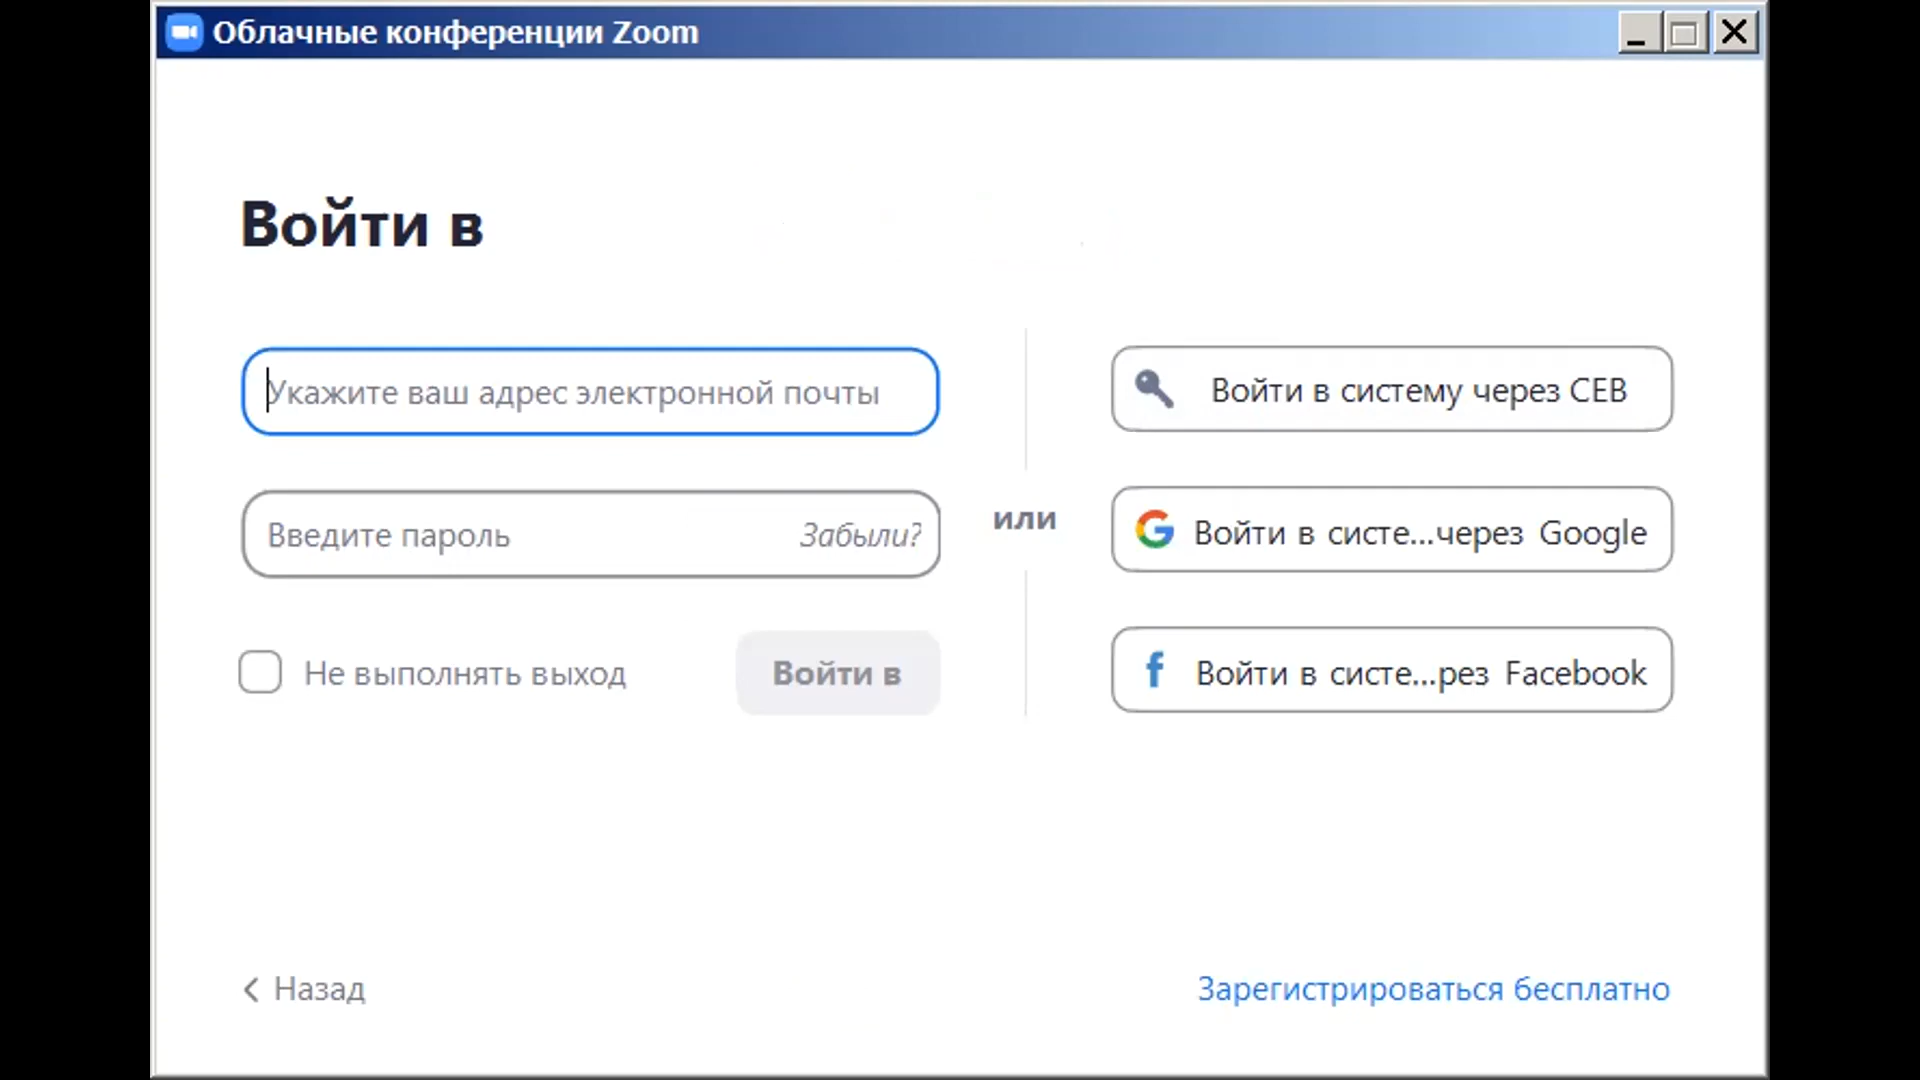 Облачные конференции Zoom
Войти в
Укажите ваш адрес электронной почты
Введите пароль Забыли?
Не выполнять выход Войти в
или
Войти в систему через СЕВ
Войти в систе...через Google
Войти в систе...рез Facebook
Назад
Зарегистрироваться бесплатно